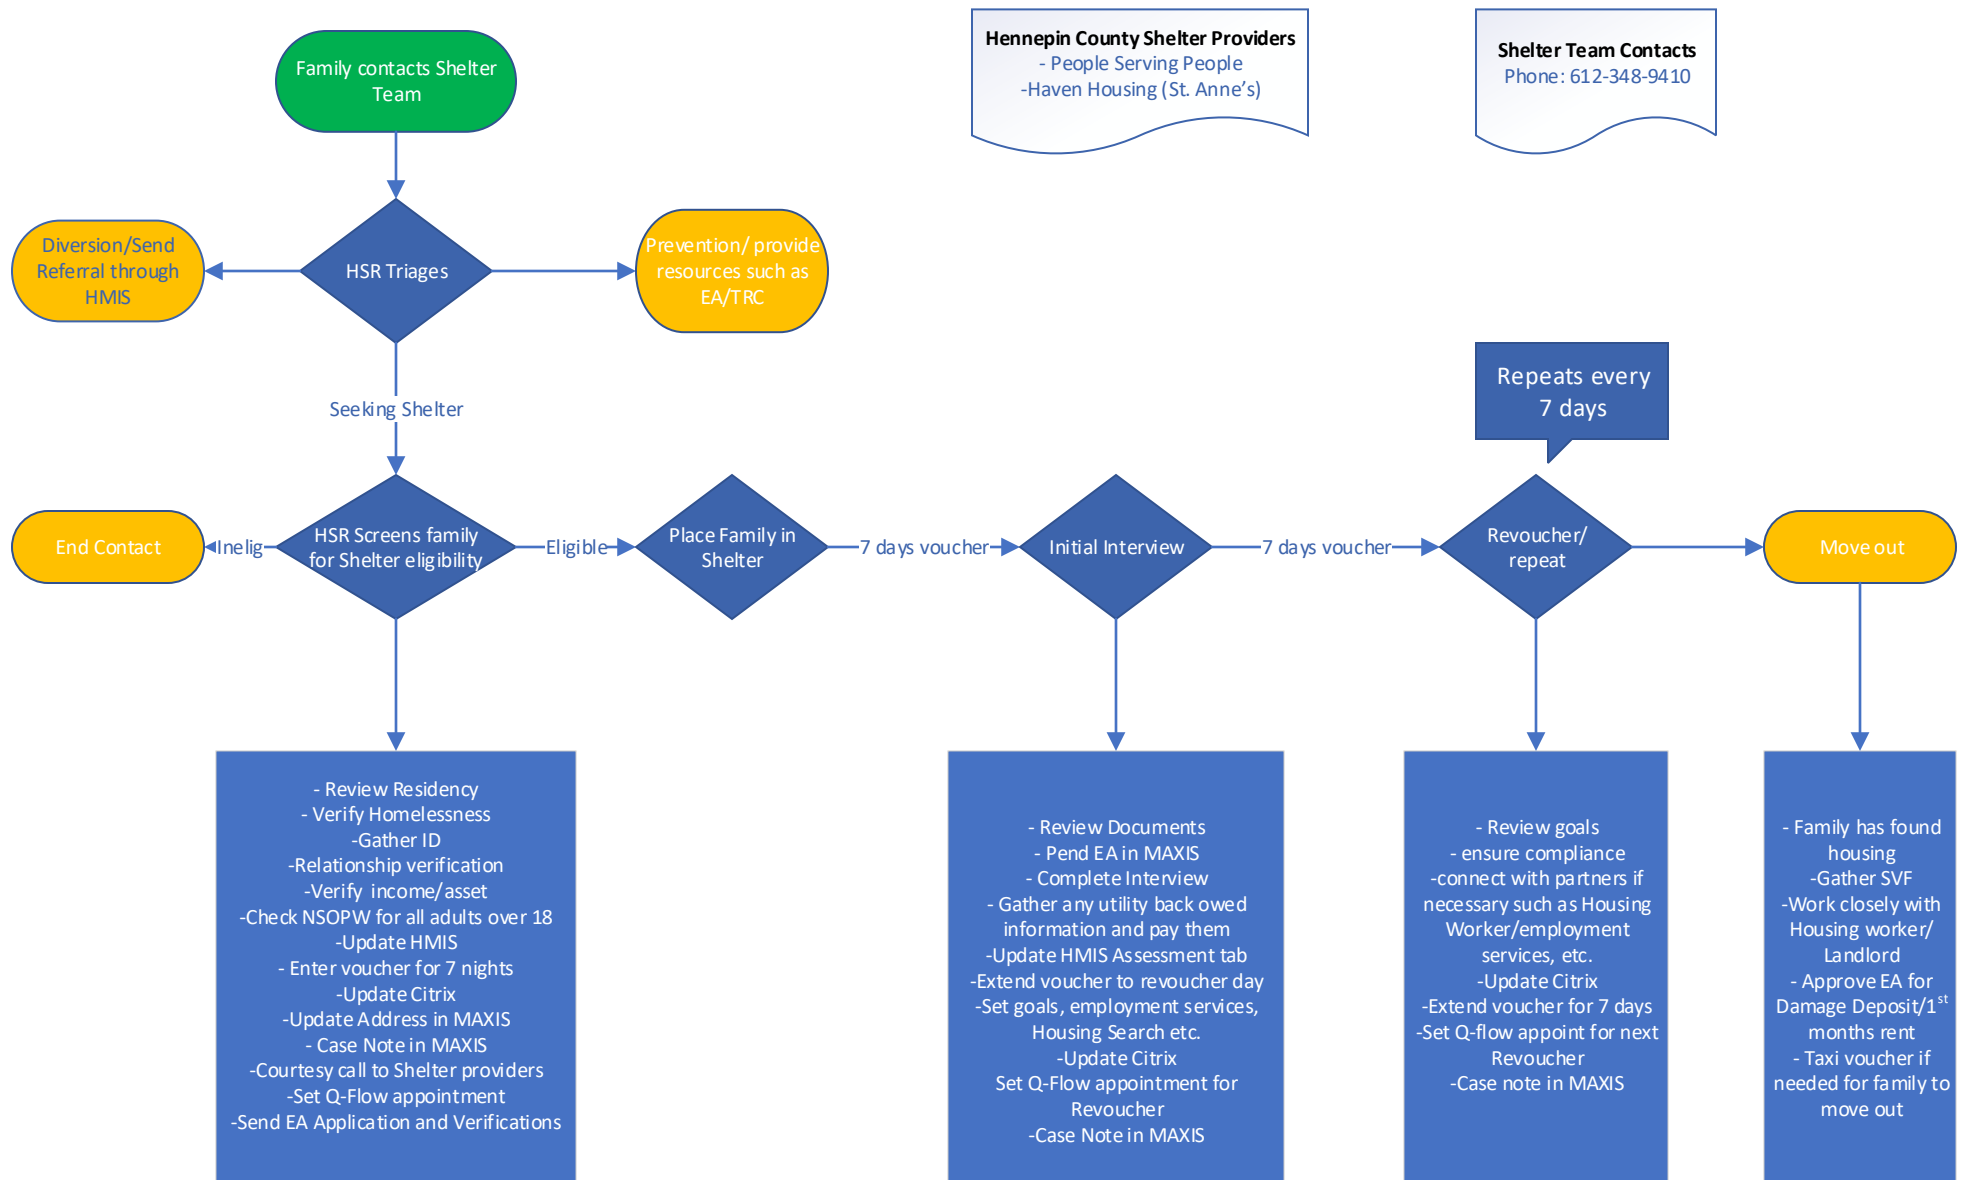 Hennepin County Shelter Providers
- People Serving People
-Haven Housing (St. Anne's)
Shelter Team Contacts
Phone: 612-348-9410
Family contacts Shelter
Team
Diversion/Send
Referral through
HMIS
HSR Triages
Prevention/ provide
resources such as
EA/TRC
Seeking Shelter
Repeats every
7 days
End Contact
Inelig
HSR Screens family
for Shelter eligibility
Eligible
Place Family in
Shelter
7 days voucher
Initial Interview
7 days voucher
Revoucher/
repeat
Move out
- Review Residency
- Verify Homelessness
-Gather ID
-Relationship verification
-Verify income/asset
-Check NSOPW for all adults over 18
-Update HMIS
- Enter voucher for 7 nights
-Update Citrix
-Update Address in MAXIS
- Case Note in MAXIS
-Courtesy call to Shelter providers
-Set Q-Flow appointment
-Send EA Application and Verifications
- Review Documents
- Pend EA in MAXIS
- Complete Interview
- Gather any utility back owed
information and pay them
-Update HMIS Assessment tab
-Extend voucher to revoucher day
-Set goals, employment services,
Housing Search etc.
-Update Citrix
Set Q-Flow appointment for
Revoucher
-Case Note in MAXIS
- Review goals
- ensure compliance
-connect with partners if
necessary such as Housing
Worker/employment
services, etc.
-Update Citrix
-Extend voucher for 7 days
-Set Q-flow appoint for next
Revoucher
-Case note in MAXIS
- Family has found
housing
-Gather SVF
-Work closely with
Housing worker/
Landlord
- Approve EA for
Damage Deposit/1st
months rent
- Taxi voucher if
needed for family to
move out